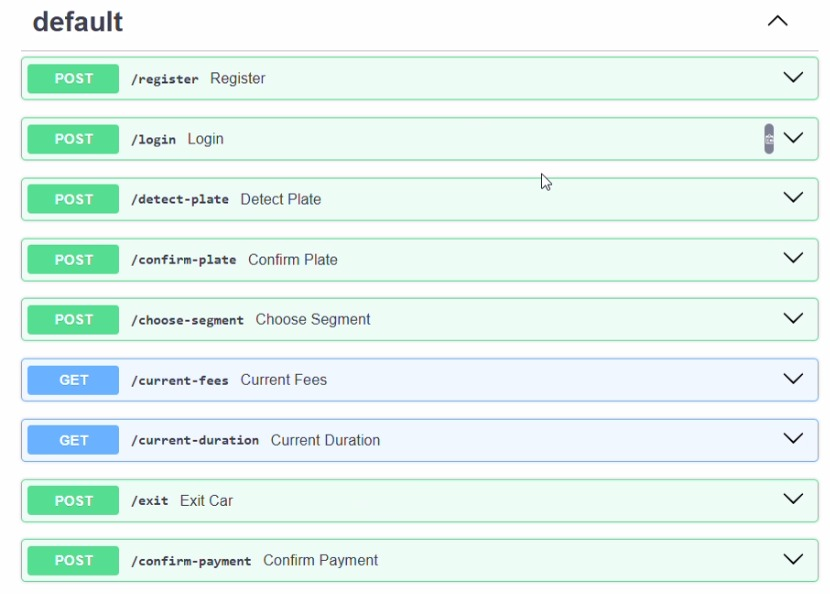 default
POST /register Register
POST /login Login
POST /detect-plate Detect Plate
POST /confirm-plate Confirm Plate
POST /choose-segment Choose Segment
GET /current-fees Current Fees
GET /current-duration Current Duration
POST /exit Exit Car
POST /confirm-payment Confirm Payment